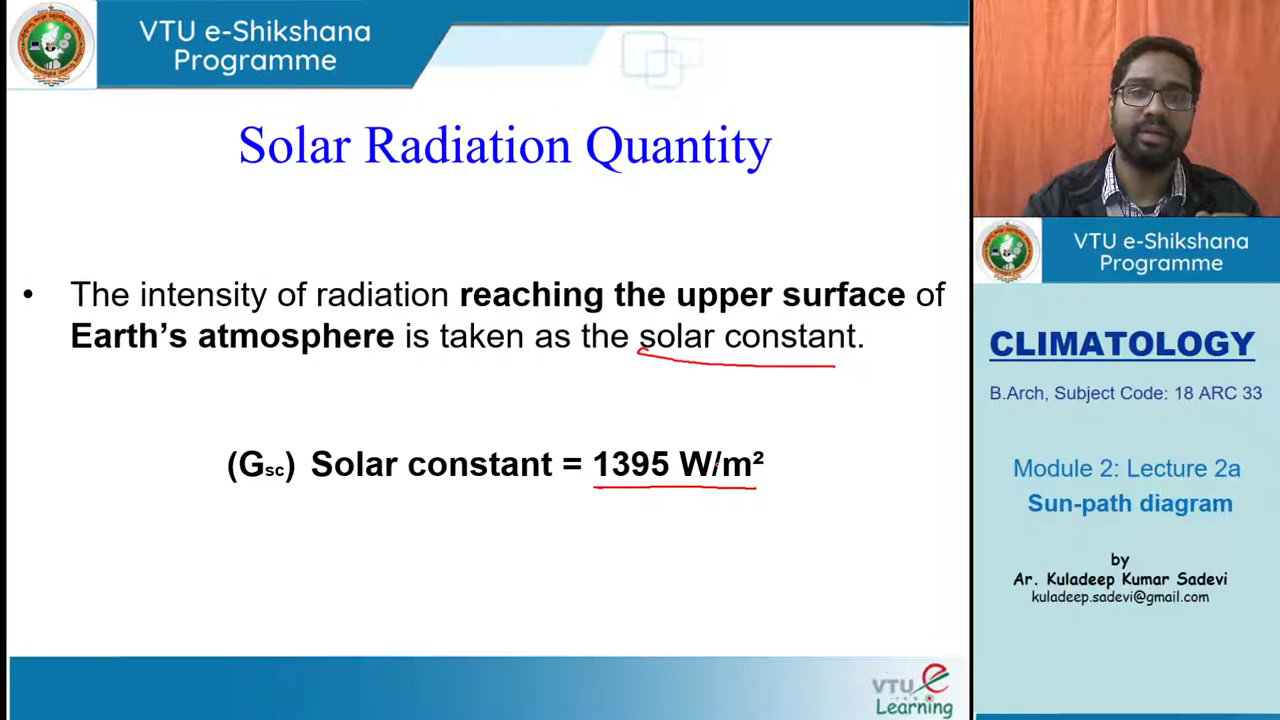 VTU e-Shikshana
Programme
Solar Radiation Quantity
• The intensity of radiation reaching the upper surface of
Earth’s atmosphere is taken as the solar constant.
(Gsc) Solar constant = 1395 W/m²
VTU e-Shikshana
Programme
CLIMATOLOGY
B.Arch, Subject Code: 18 ARC 33
Module 2: Lecture 2a
Sun-path diagram
by
Ar. Kuladeep Kumar Sadevi
kuladeep.sadevi@gmail.com
VTU e
Learning